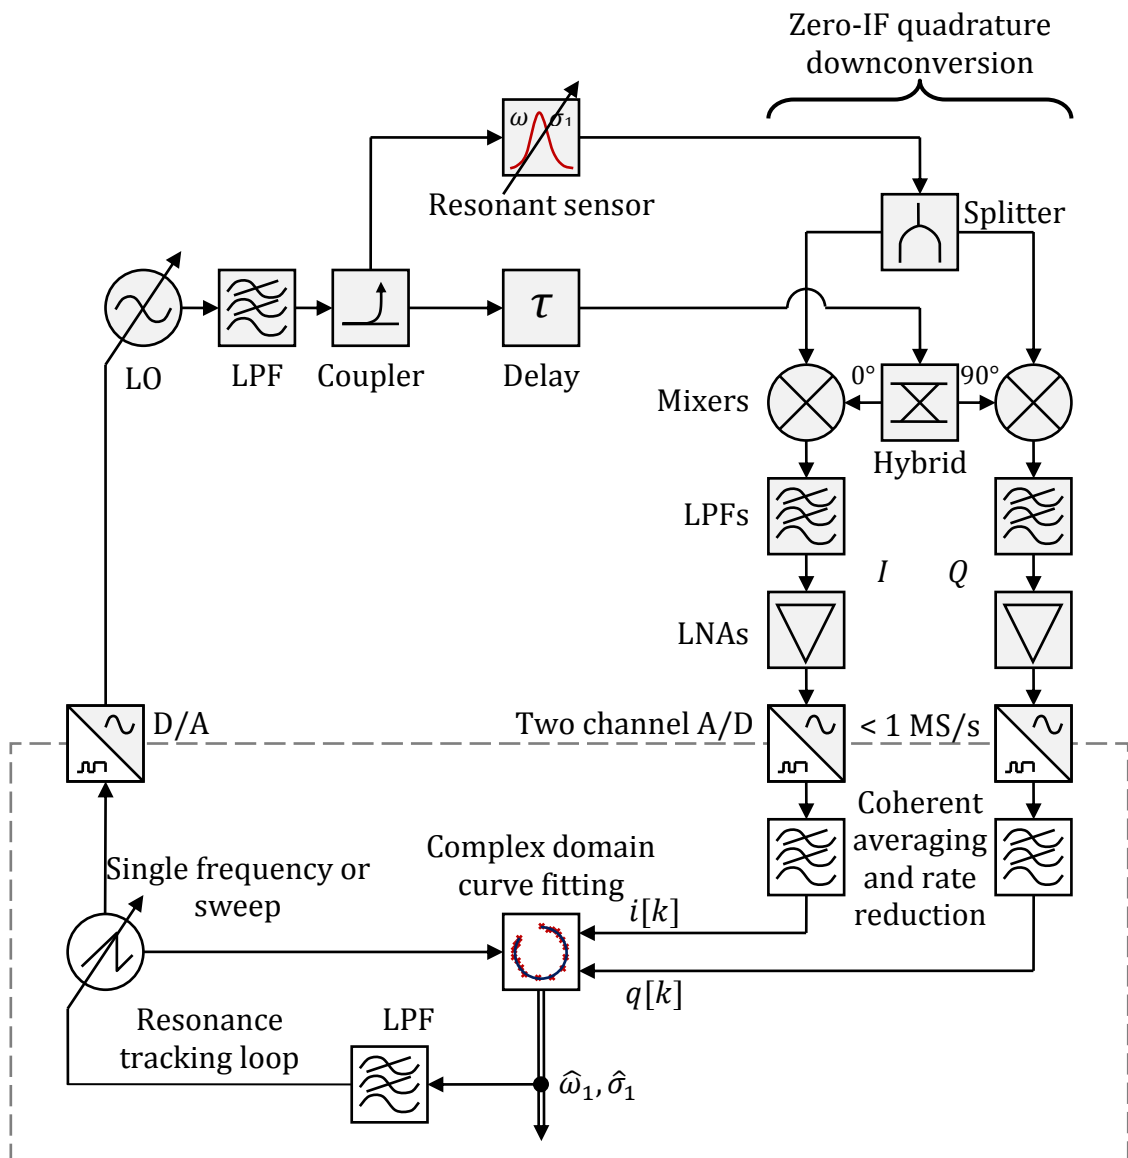 Zero-IF quadrature
downconversion
ω σ₁
Resonant sensor
Splitter
τ
LO
LPF
Coupler
Delay
Mixers
0°
90°
Hybrid
LPFs
I
Q
LNAs
D/A
Two channel A/D
< 1 MS/s
Coherent
averaging
and rate
reduction
Complex domain
curve fitting
Single frequency or
sweep
i[k]
q[k]
Resonance
tracking loop
LPF
ω̂₁, σ̂₁